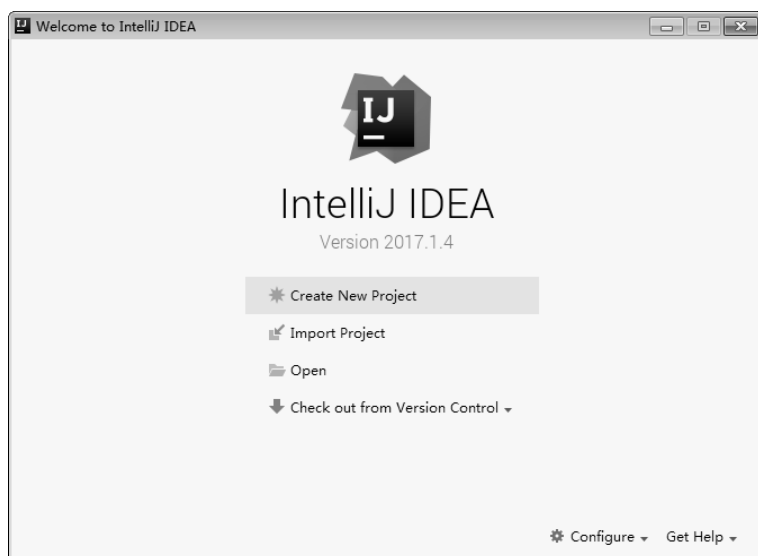 Welcome to IntelliJ IDEA
IJ
IntelliJ IDEA
Version 2017.1.4
Create New Project
Import Project
Open
Check out from Version Control
Configure Get Help